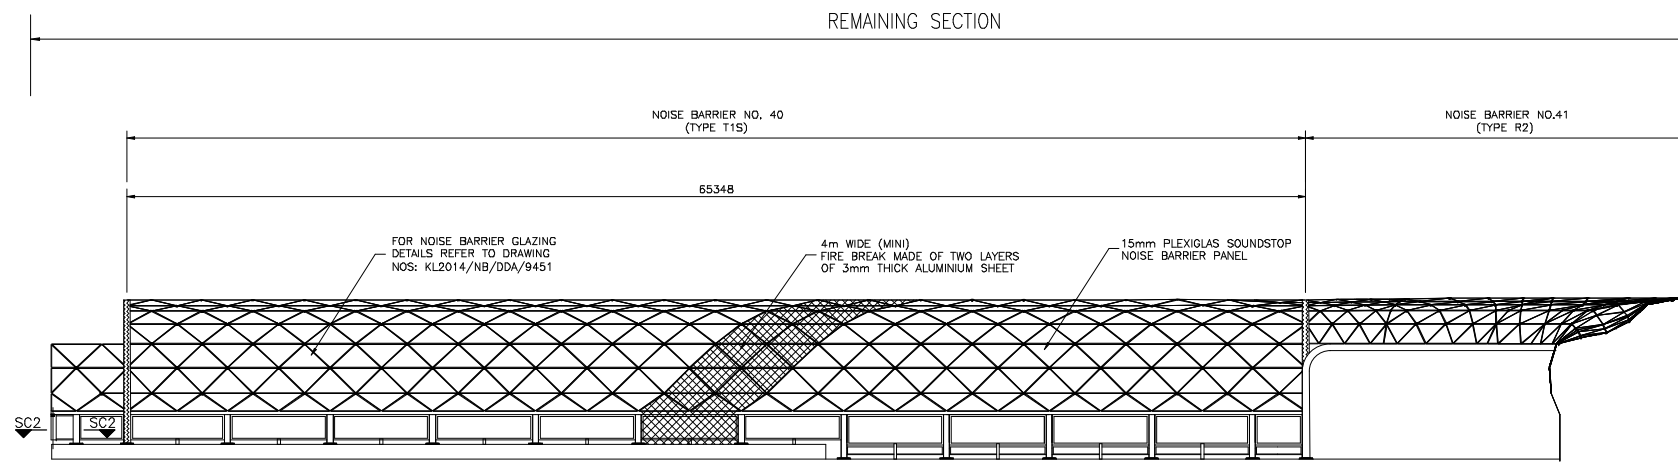 REMAINING SECTION
NOISE BARRIER NO. 40
(TYPE T1S)
NOISE BARRIER NO.41
(TYPE R2)
65348
FOR NOISE BARRIER GLAZING
DETAILS REFER TO DRAWING
NOS: KL2014/NB/DDA/9451
4m WIDE (MINI)
FIRE BREAK MADE OF TWO LAYERS
OF 3mm THICK ALUMINIUM SHEET
15mm PLEXIGLAS SOUNDSTOP
NOISE BARRIER PANEL
SC2
SC2